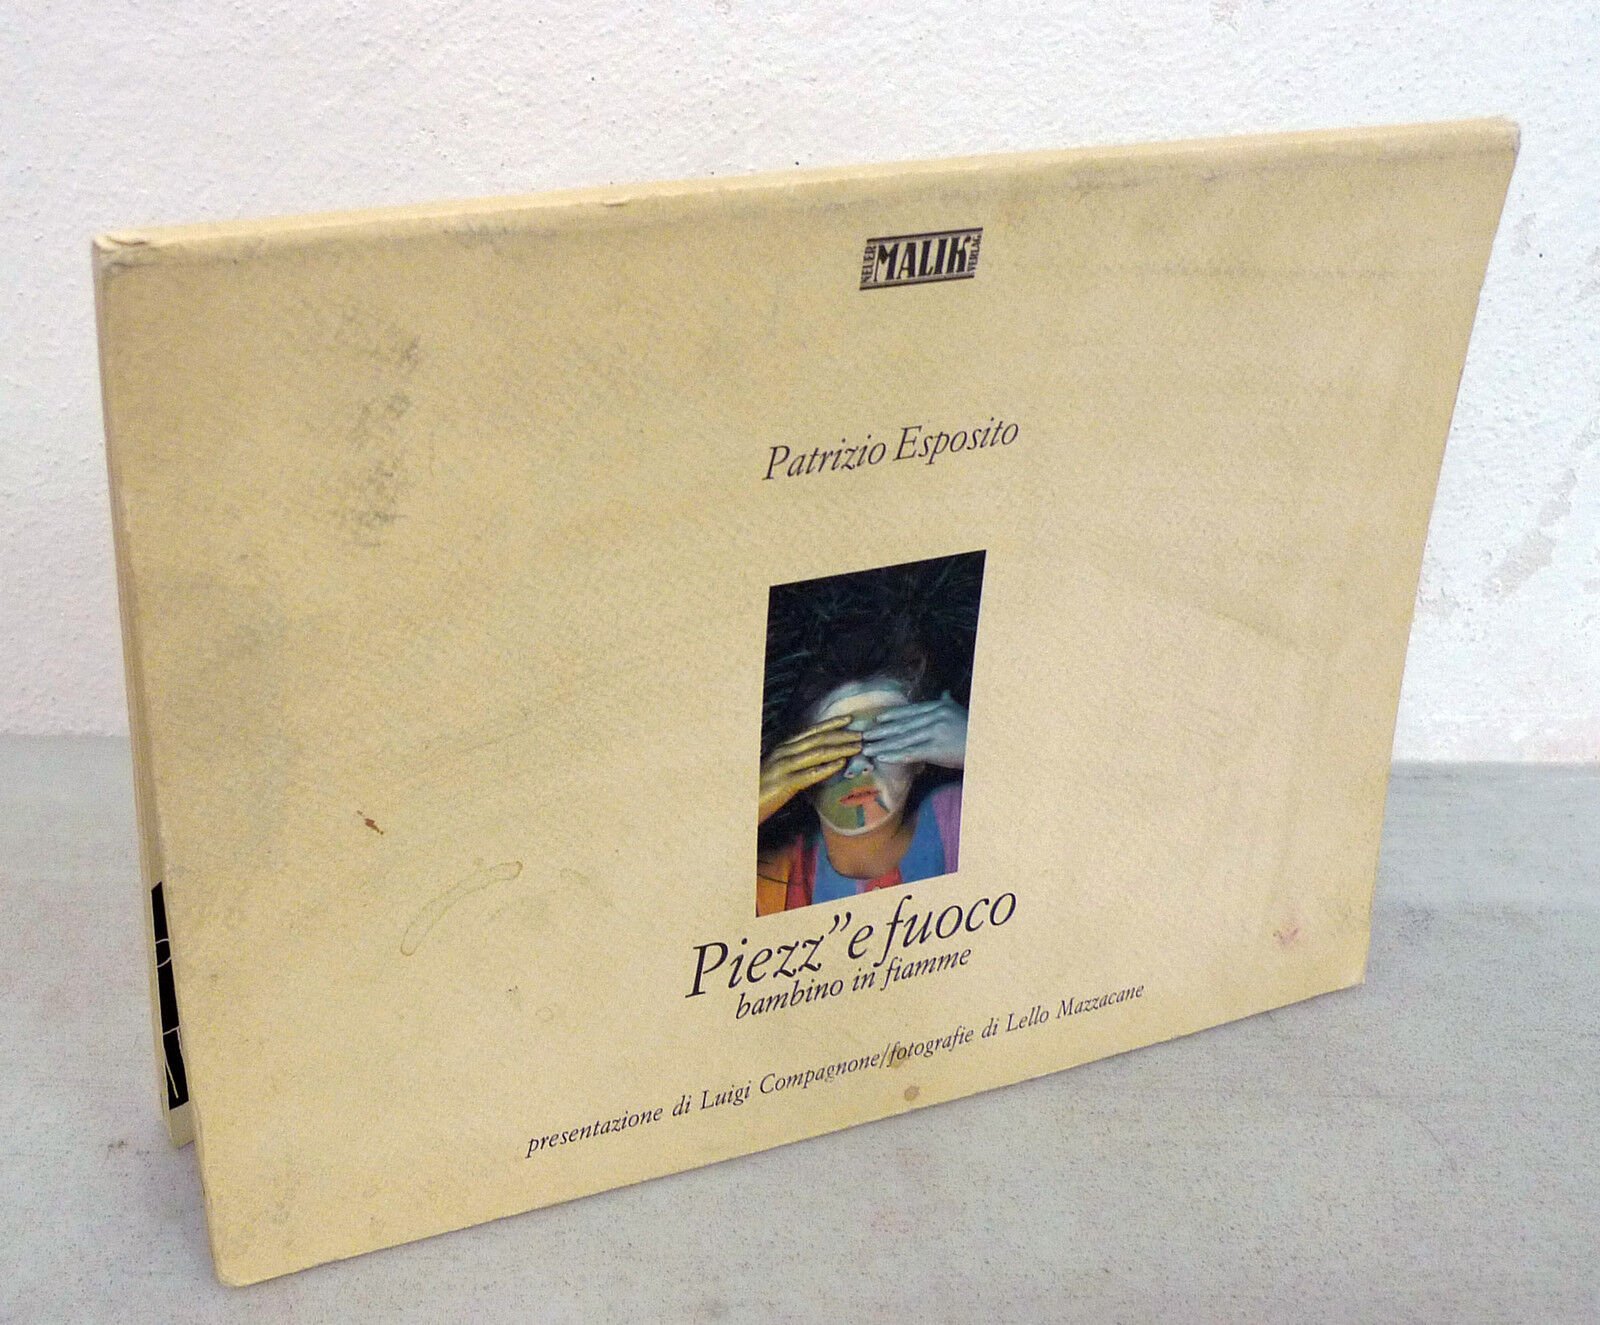 NEUER MALIK VERLAG
Patrizio Esposito
Piezz" e fuoco
bambino in fiamme
presentazione di Luigi Compagnone/fotografie di Lello Mazzacane